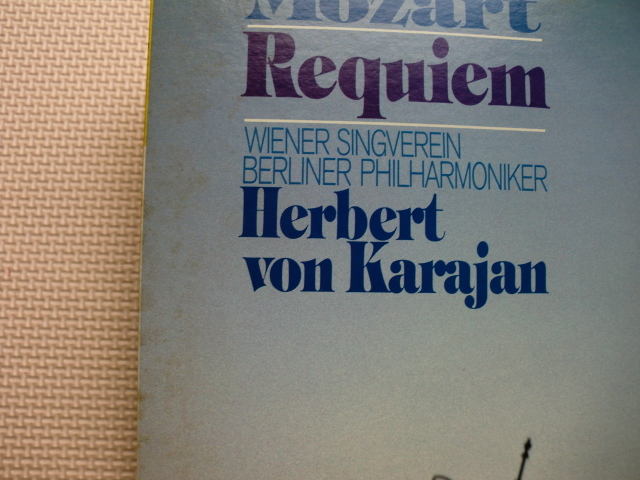 Mozart
Requiem
WIENER SINGVEREIN
BERLINER PHILHARMONIKER
Herbert
von Karajan